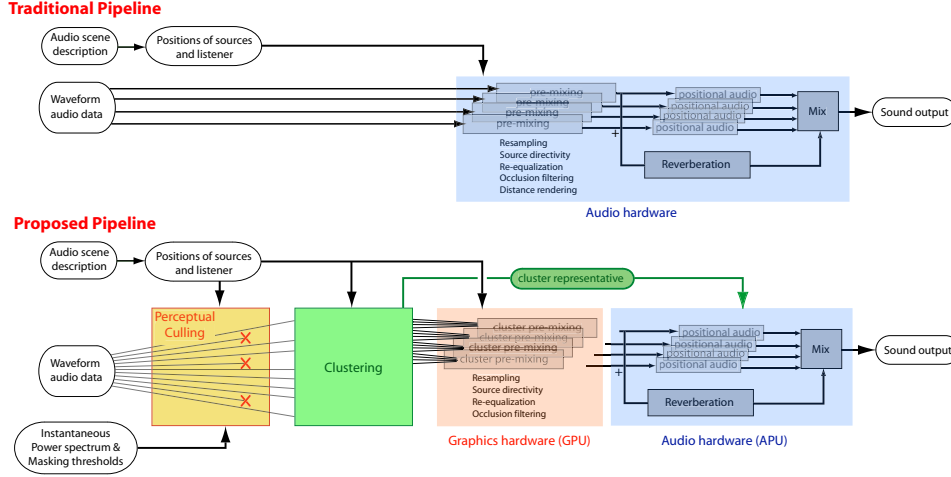 Traditional Pipeline
Audio scene
description
Positions of sources
and listener
Waveform
audio data
pre-mixing
pre-mixing
pre-mixing
pre-mixing
positional audio
positional audio
positional audio
positional audio
Mix
Sound output
+
Resampling
Source directivity
Re-equalization
Occlusion filtering
Distance rendering
Reverberation
Audio hardware
Proposed Pipeline
Audio scene
description
Positions of sources
and listener
cluster representative
Perceptual
Culling
Waveform
audio data
Clustering
cluster pre-mixing
cluster pre-mixing
cluster pre-mixing
cluster pre-mixing
positional audio
positional audio
positional audio
positional audio
Mix
Sound output
+
Resampling
Source directivity
Re-equalization
Occlusion filtering
Reverberation
Instantaneous
Power spectrum &
Masking thresholds
Graphics hardware (GPU)
Audio hardware (APU)